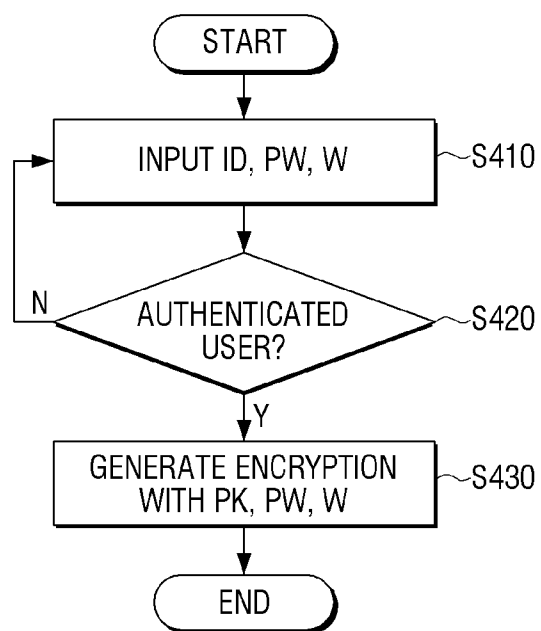 START
INPUT ID, PW, W
S410
N
AUTHENTICATED
USER?
S420
Y
GENERATE ENCRYPTION
WITH PK, PW, W
S430
END